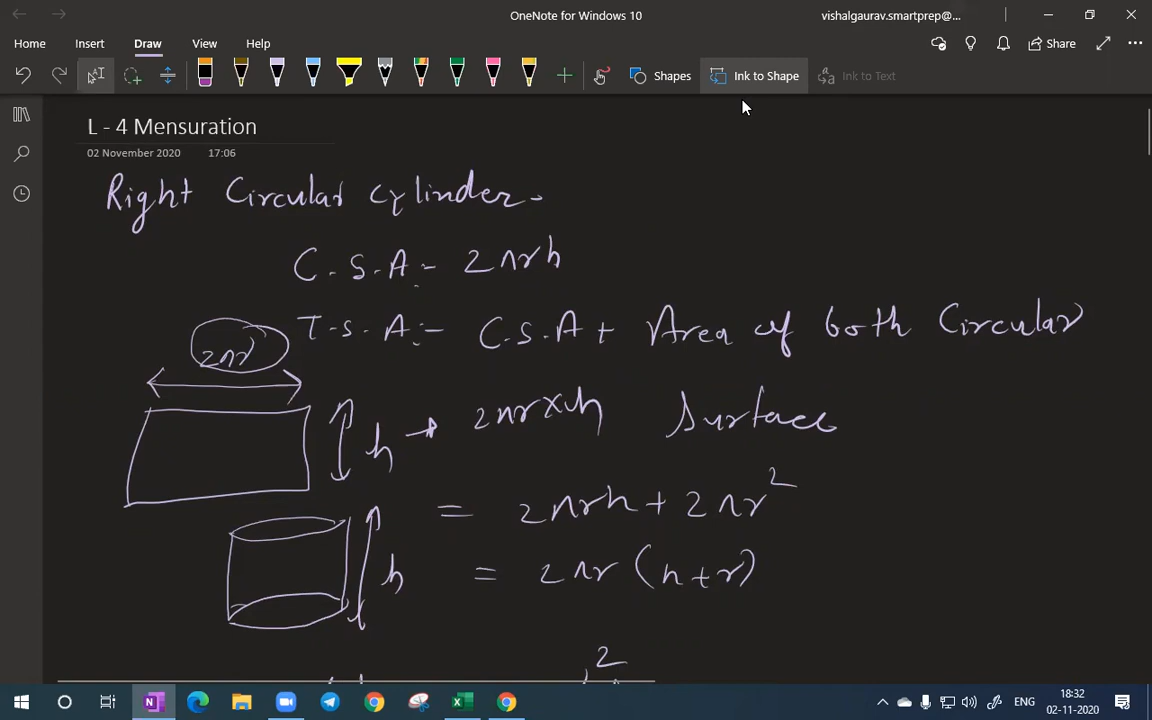 OneNote for Windows 10
vishalgaurav.smartprep@...
Home Insert Draw View Help
Share
Shapes Ink to Shape Ink to Text
L - 4 Mensuration
02 November 2020 17:06
Right Circular cylinder -
C.S.A :- 2πrh
T.S.A :- C.S.A + Area of both Circular
2πr
h → 2πr×h Surface
= 2πrh + 2πr²
h = 2πr (h+r)
2
ENG
18:32
02-11-2020